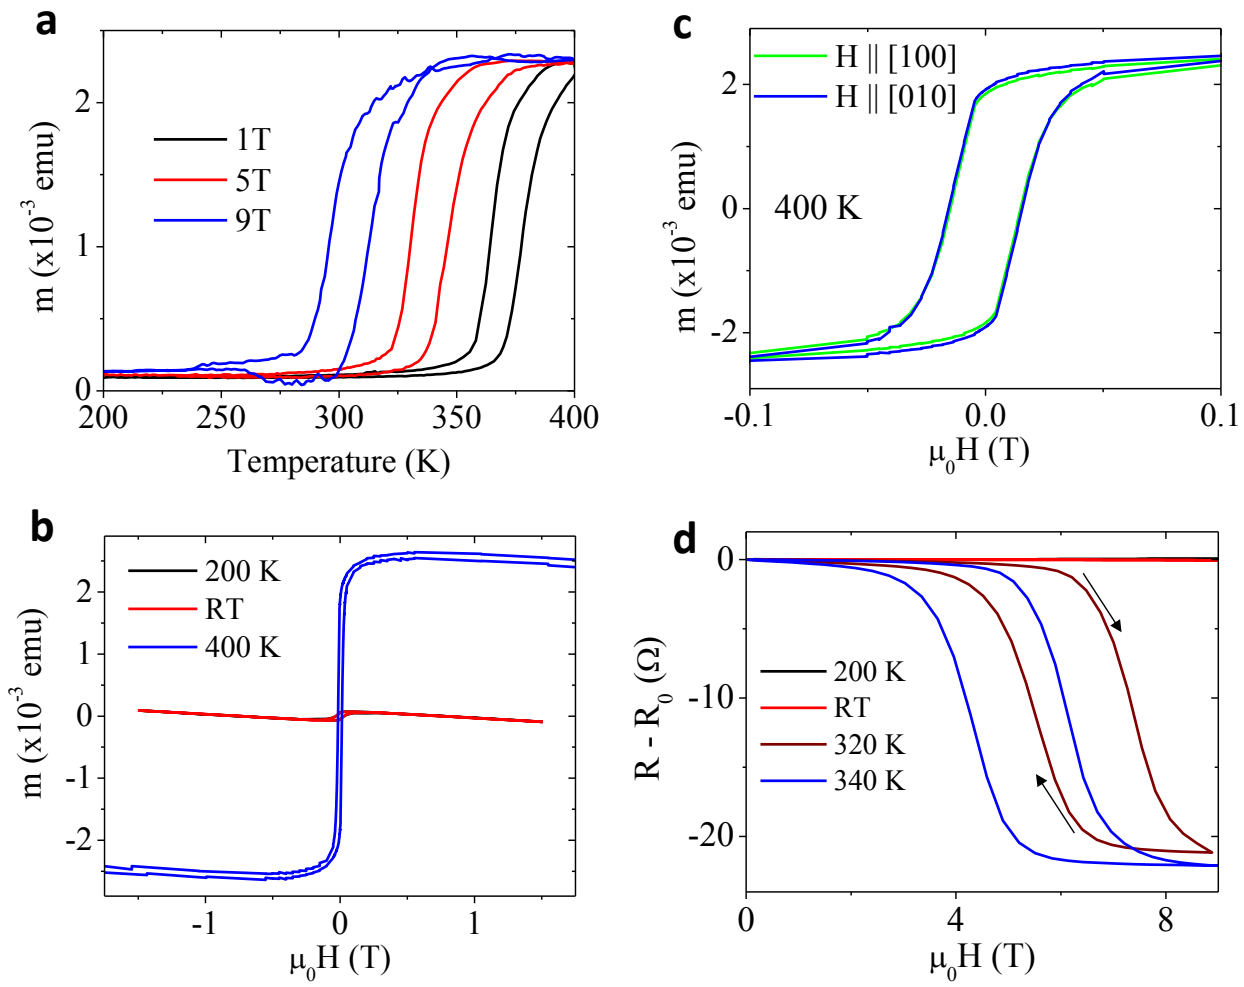 a
m (x10⁻³ emu)
2
1
0
1T
5T
9T
200 250 300 350 400
Temperature (K)
c
m (x10⁻³ emu)
2
0
-2
H || [100]
H || [010]
400 K
-0.1 0.0 0.1
μ₀H (T)
b
m (x10⁻³ emu)
2
1
0
-1
-2
200 K
RT
400 K
-1 0 1
μ₀H (T)
d
R - R₀ (Ω)
0
-10
-20
200 K
RT
320 K
340 K
0 4 8
μ₀H (T)